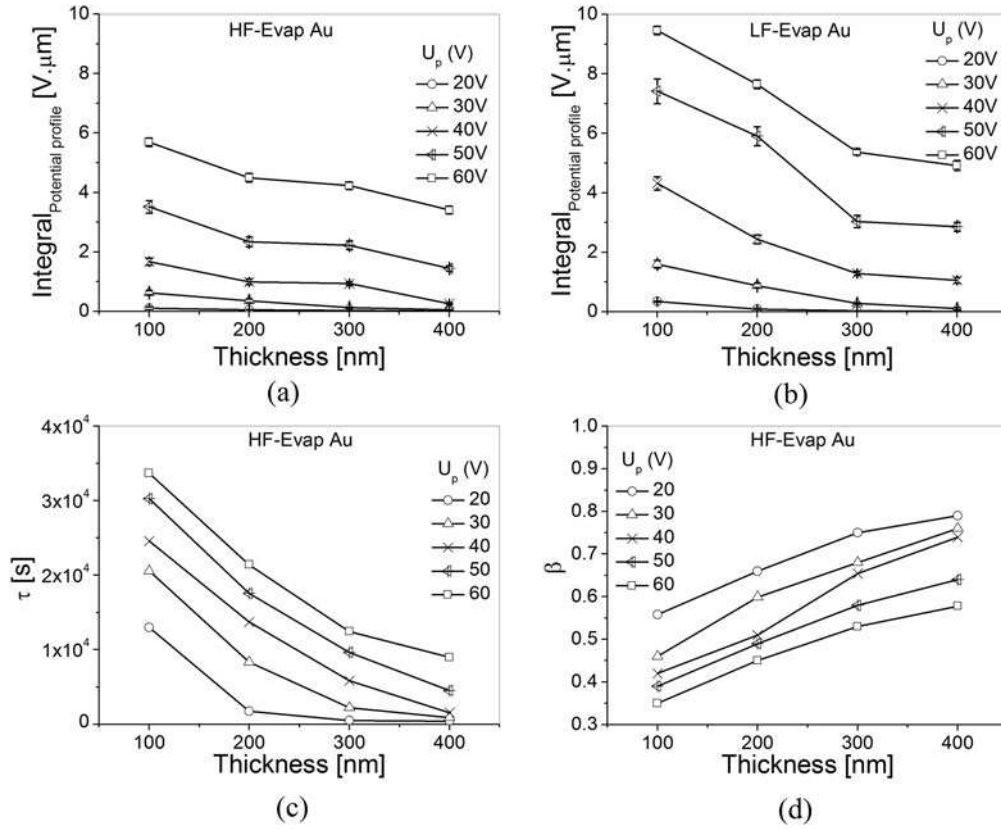 HF-Evap Au
U_p (V)
20V
30V
40V
50V
60V
10
8
6
4
2
0
Integral_Potential profile [V.µm]
100 200 300 400
Thickness [nm]
(a)
LF-Evap Au
U_p (V)
20V
30V
40V
50V
60V
10
8
6
4
2
0
Integral_Potential profile [V.µm]
100 200 300 400
Thickness [nm]
(b)
HF-Evap Au
U_p (V)
20
30
40
50
60
4x10^4
3x10^4
2x10^4
1x10^4
0
τ [s]
100 200 300 400
Thickness [nm]
(c)
HF-Evap Au
U_p (V)
20
30
40
50
60
1.0
0.9
0.8
0.7
0.6
0.5
0.4
0.3
β
100 200 300 400
Thickness [nm]
(d)